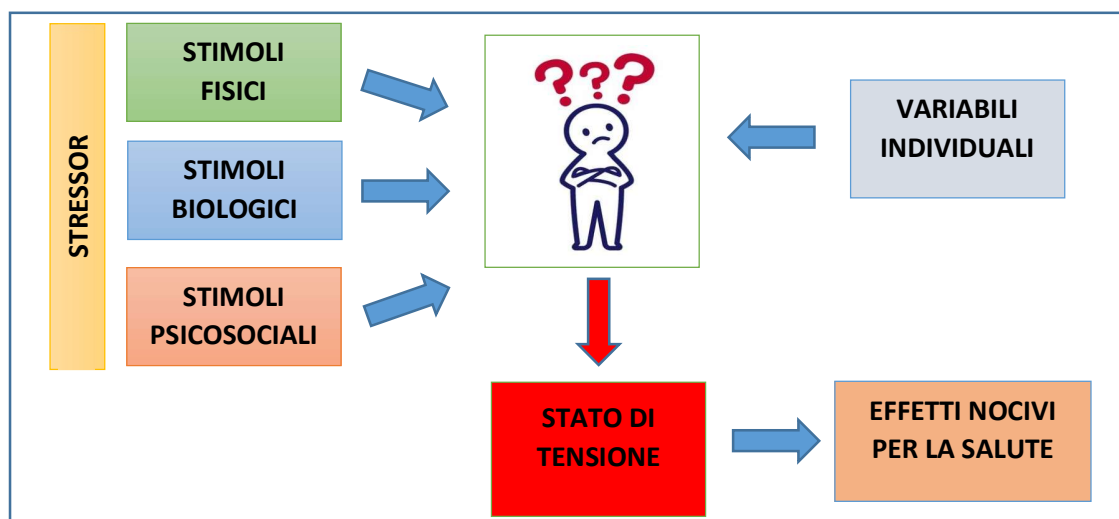 STRESSOR
STIMOLI
FISICI
STIMOLI
BIOLOGICI
STIMOLI
PSICOSOCIALI
???
VARIABILI
INDIVIDUALI
STATO DI
TENSIONE
EFFETTI NOCIVI
PER LA SALUTE